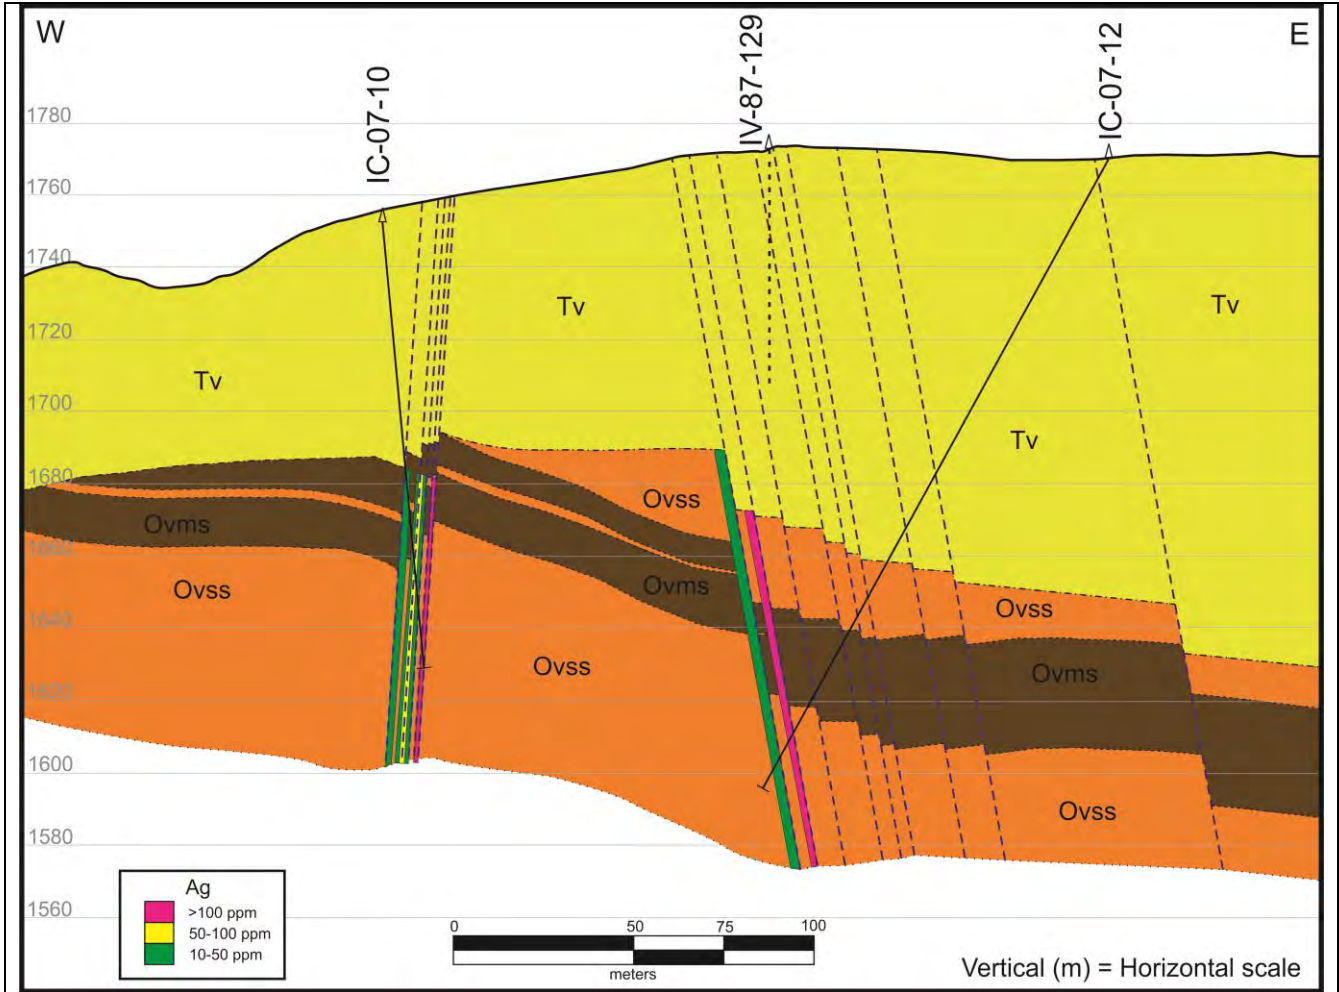 W
E
IC-07-10
IV-87-129
IC-07-12
1780
1760
1740
1720
1700
1680
1660
1640
1620
1600
1580
1560
Tv
Tv
Tv
Tv
Ovss
Ovms
Ovms
Ovss
Ovss
Ovss
Ovms
Ovss
Ag
>100 ppm
50-100 ppm
10-50 ppm
0 50 75 100
meters
Vertical (m) = Horizontal scale